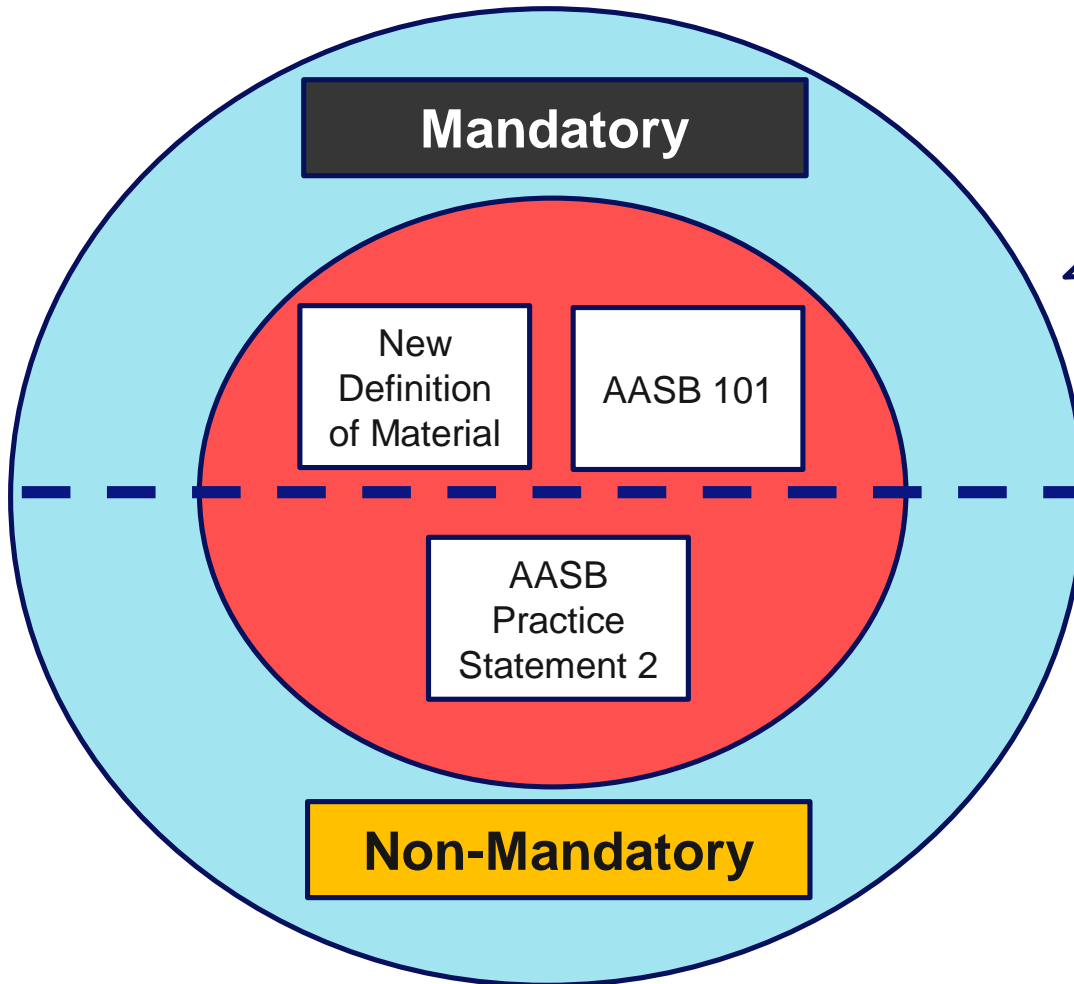 Mandatory
New
Definition
of Material
AASB 101
AASB
Practice
Statement 2
Non-Mandatory